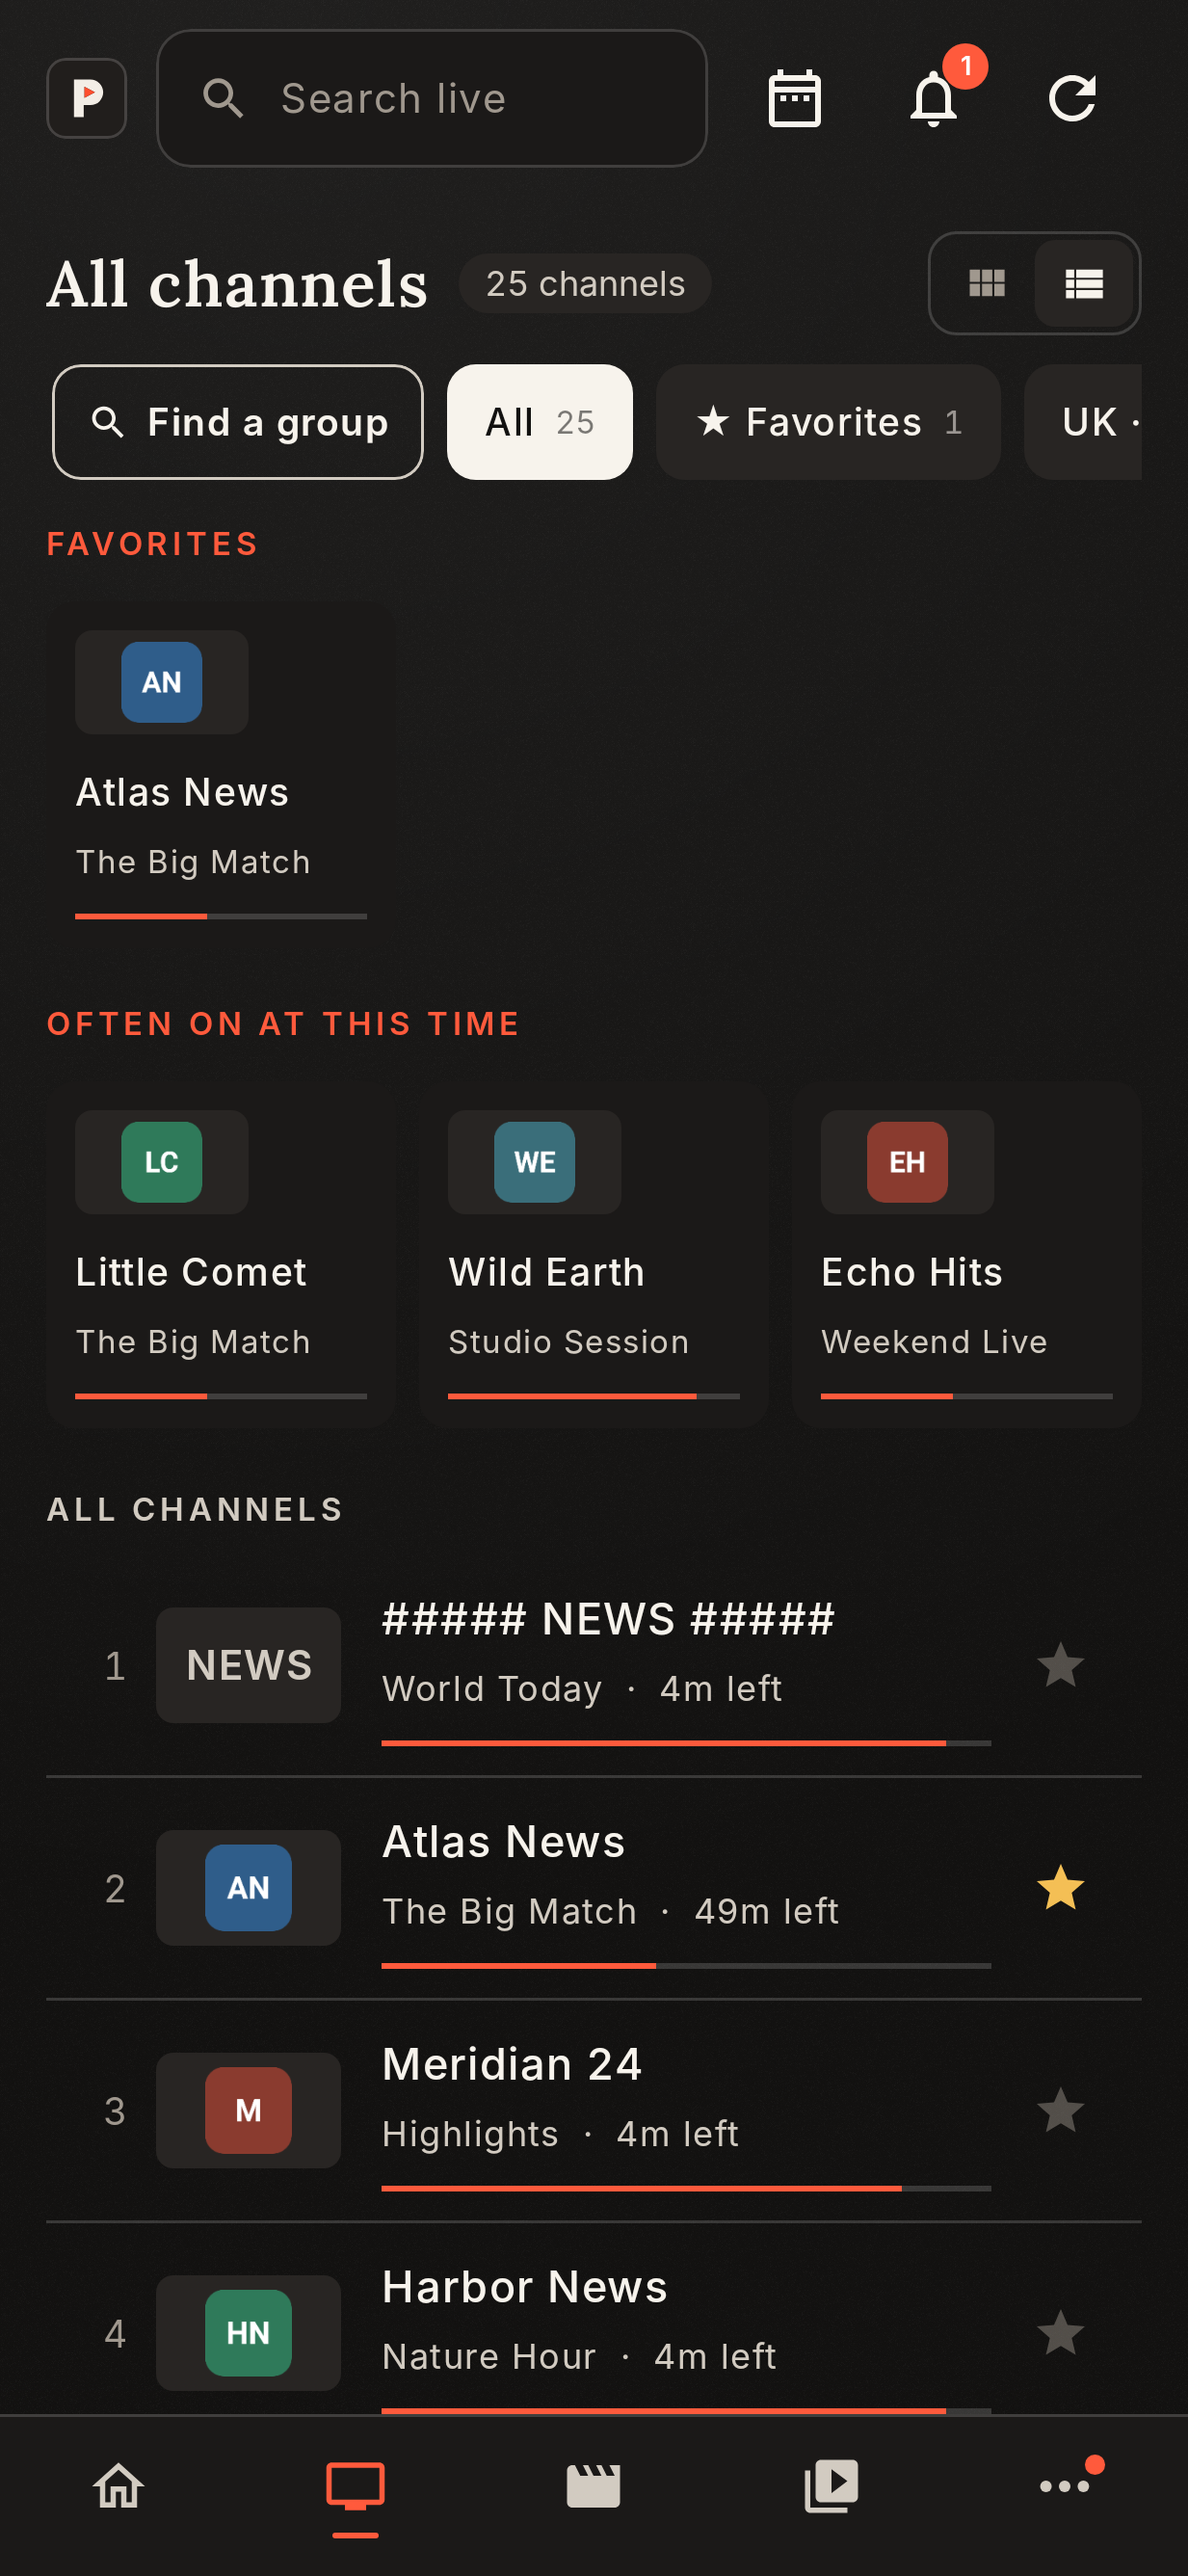 P
Search live
1
All channels
25 channels
Find a group
All 25
★ Favorites 1
UK ·
FAVORITES
AN
Atlas News
The Big Match
OFTEN ON AT THIS TIME
LC
Little Comet
The Big Match
WE
Wild Earth
Studio Session
EH
Echo Hits
Weekend Live
ALL CHANNELS
1
NEWS
##### NEWS #####
World Today · 4m left
2
AN
Atlas News
The Big Match · 49m left
3
M
Meridian 24
Highlights · 4m left
4
HN
Harbor News
Nature Hour · 4m left